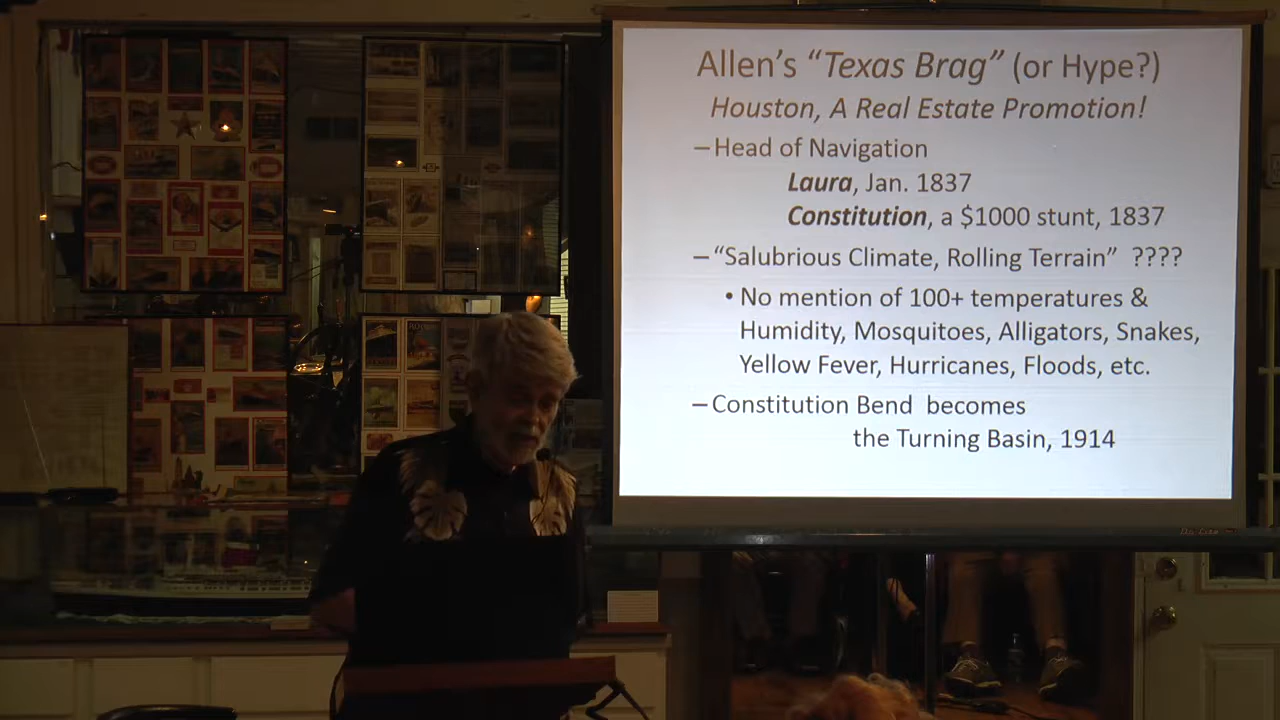 Allen's "Texas Brag" (or Hype?)
Houston, A Real Estate Promotion!
–Head of Navigation
Laura, Jan. 1837
Constitution, a $1000 stunt, 1837
–"Salubrious Climate, Rolling Terrain" ????
• No mention of 100+ temperatures &
Humidity, Mosquitoes, Alligators, Snakes,
Yellow Fever, Hurricanes, Floods, etc.
–Constitution Bend becomes
the Turning Basin, 1914